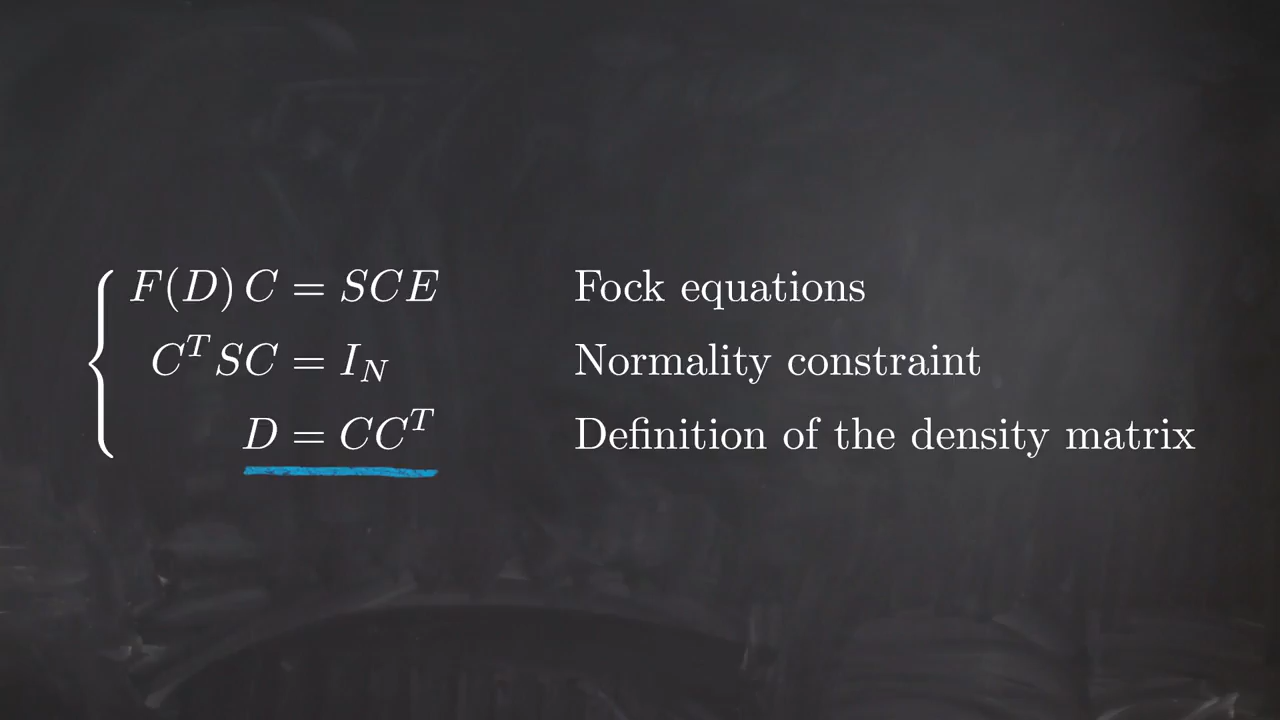 F(D) C = SCE Fock equations
C^T SC = I_N Normality constraint
D = CC^T Definition of the density matrix